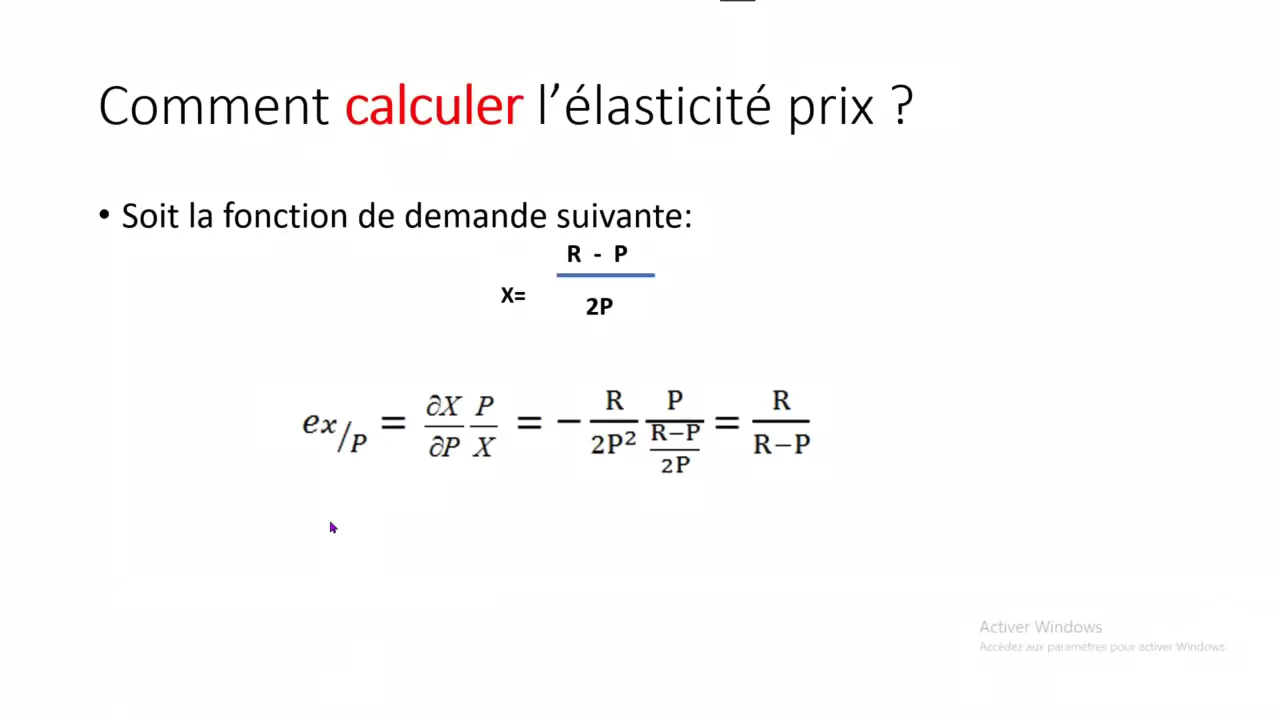 Comment calculer l'élasticité prix ?
• Soit la fonction de demande suivante:
R - P
X=
2P
ex/P = ∂X/∂P P/X = − R/2P² P/((R−P)/2P) = R/(R−P)
Activer Windows
Accédez aux paramètres pour activer Windows.